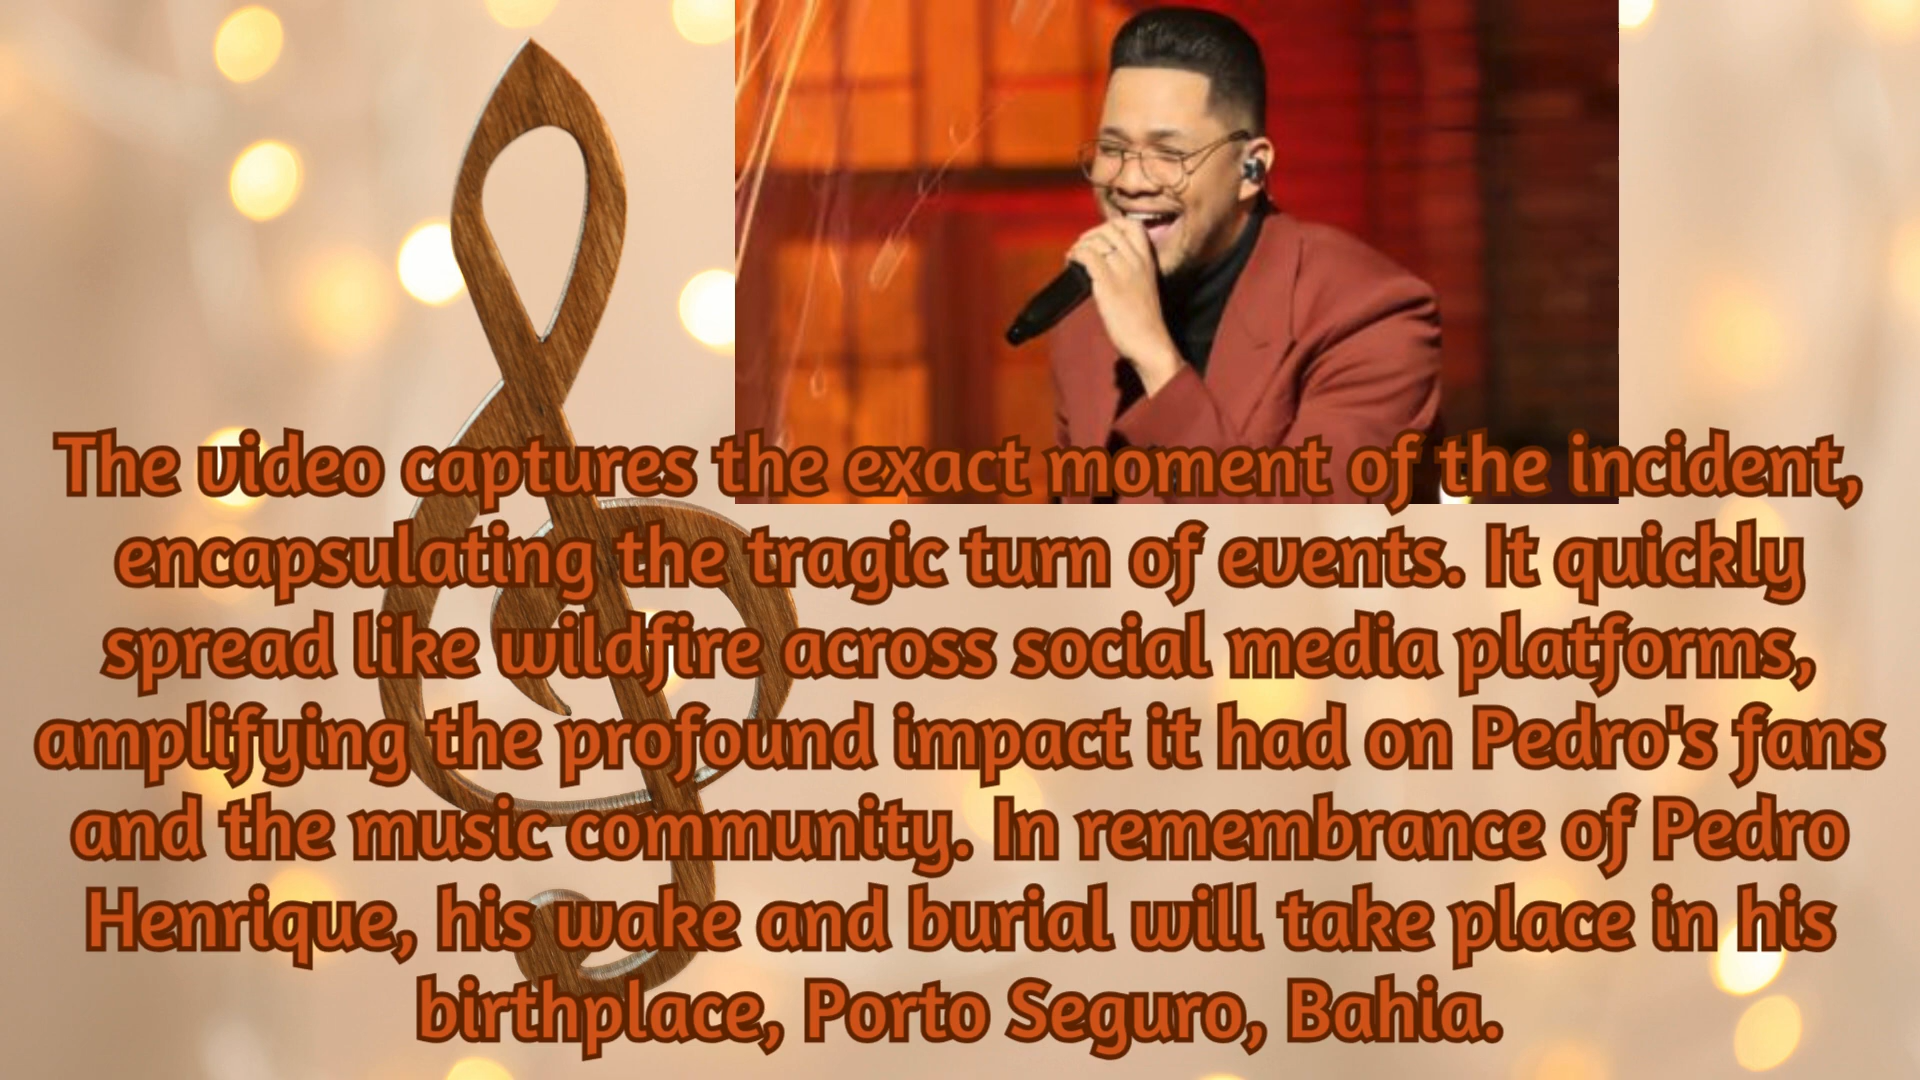 The video captures the exact moment of the incident,
encapsulating the tragic turn of events. It quickly
spread like wildfire across social media platforms,
amplifying the profound impact it had on Pedro's fans
and the music community. In remembrance of Pedro
Henrique, his wake and burial will take place in his
birthplace, Porto Seguro, Bahia.